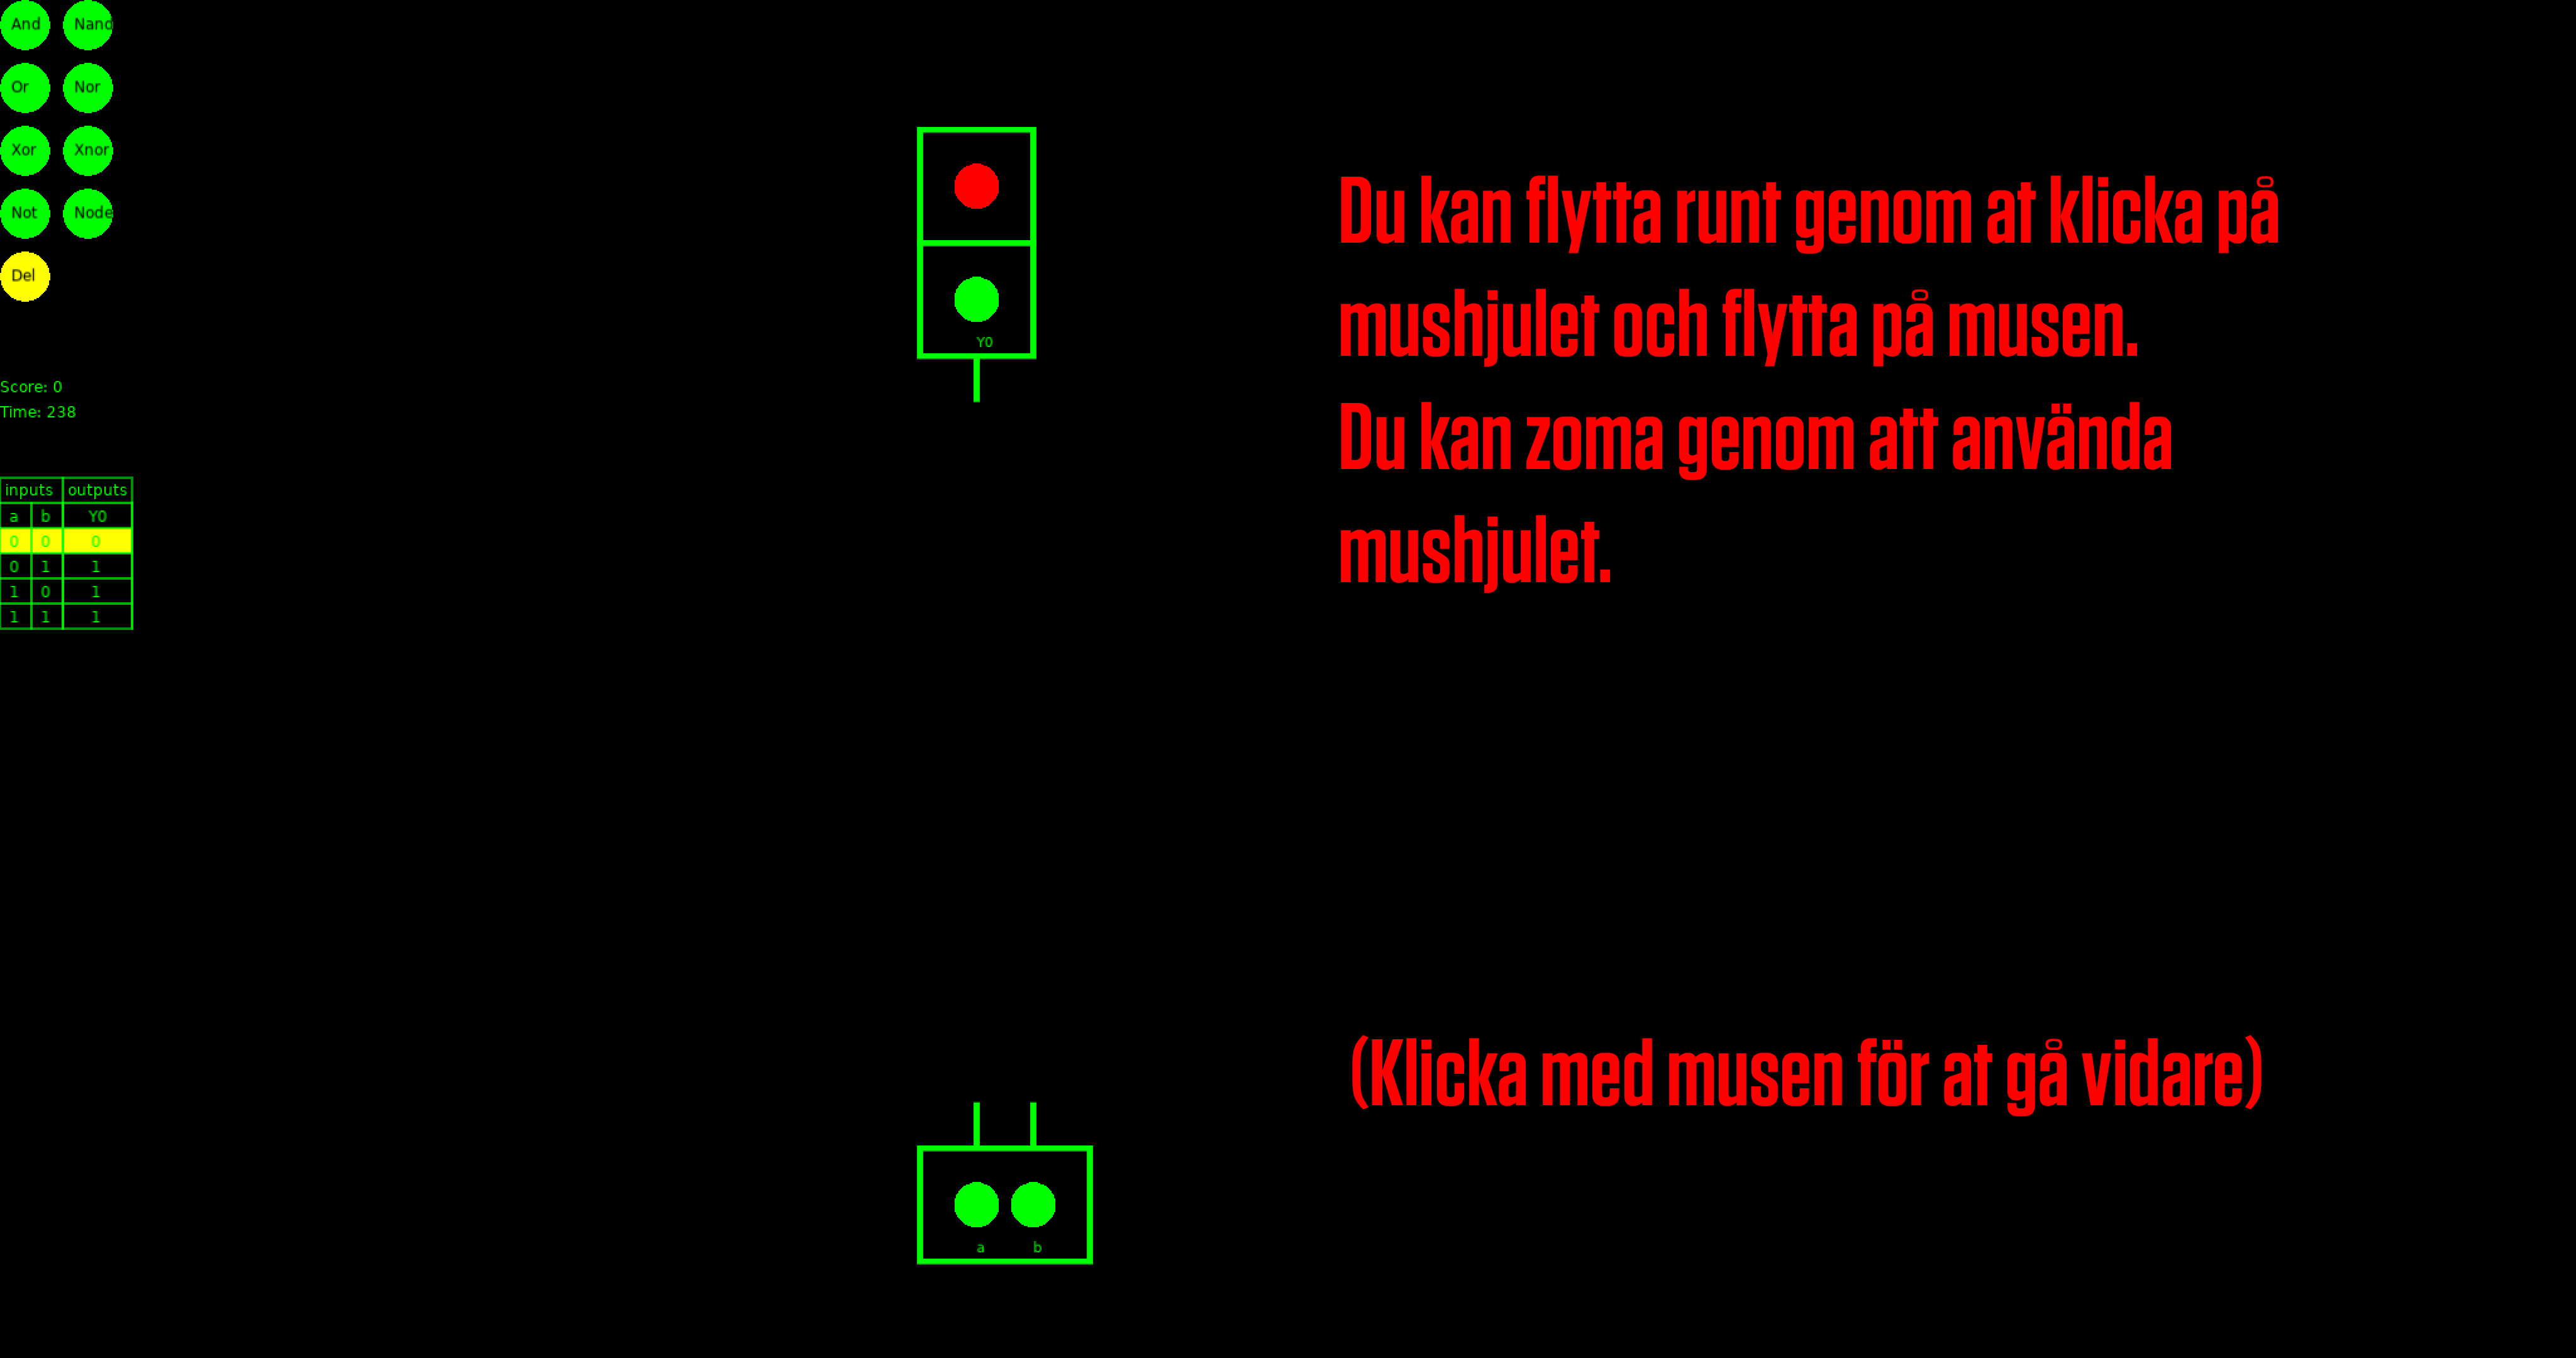 And Nand
Or Nor
Xor Xnor
Not Node
Del
Score: 0
Time: 238
inputs outputs
a b Y0
0 0 0
0 1 1
1 0 1
1 1 1
Y0
a b
Du kan flytta runt genom at klicka på
mushjulet och flytta på musen.
Du kan zoma genom att använda
mushjulet.
(Klicka med musen för at gå vidare)